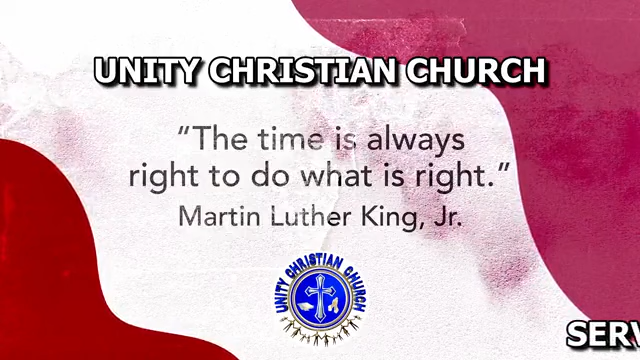 UNITY CHRISTIAN CHURCH
“The time is always
right to do what is right.”
Martin Luther King, Jr.
UNITY CHRISTIAN CHURCH